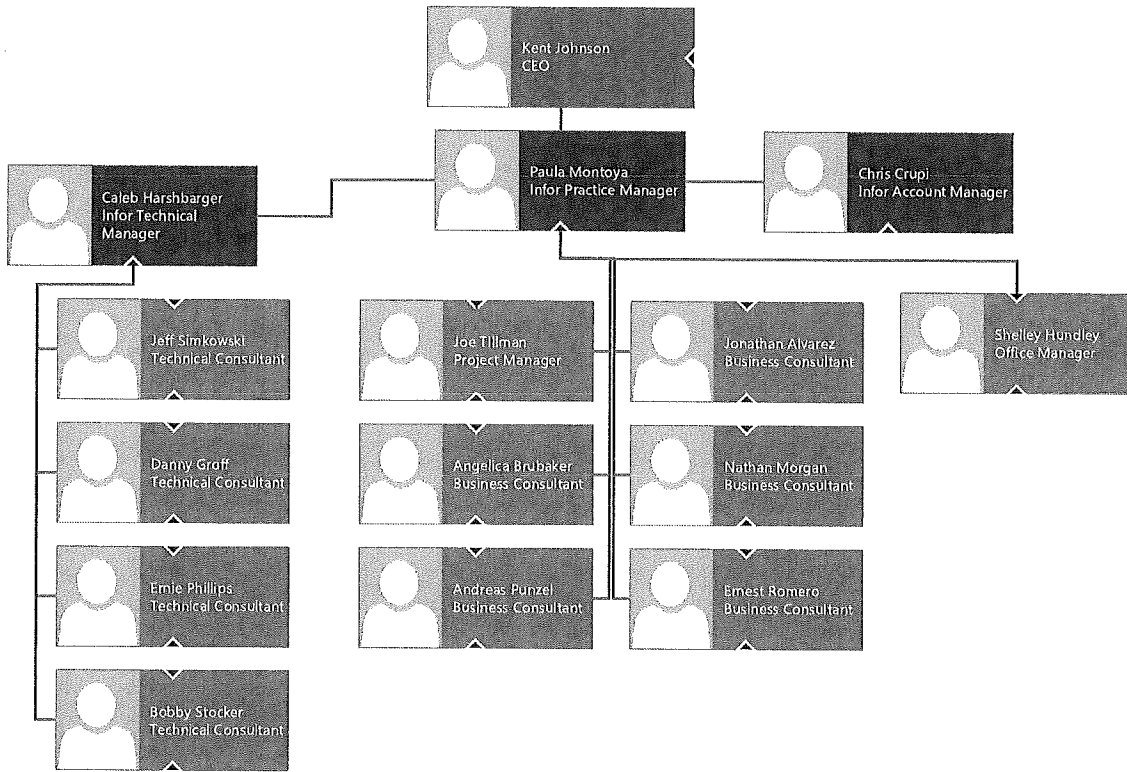 Kent Johnson
CEO
Paula Montoya
Infor Practice Manager
Chris Crupi
Infor Account Manager
Caleb Harshbarger
Infor Technical
Manager
Jeff Simkowski
Technical Consultant
Joe Tillman
Project Manager
Jonathan Alvarez
Business Consultant
Shelley Hundley
Office Manager
Danny Groff
Technical Consultant
Angelica Brubaker
Business Consultant
Nathan Morgan
Business Consultant
Ernie Phillips
Technical Consultant
Andreas Punzel
Business Consultant
Ernest Romero
Business Consultant
Bobby Stocker
Technical Consultant